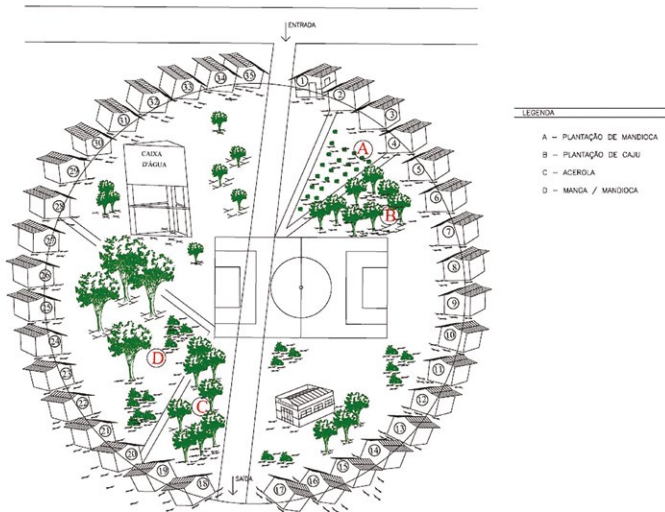 ENTRADA
35
34
33
32
31
30
29
28
27
26
25
24
23
22
21
20
19
18
1
2
3
4
5
6
7
8
9
10
11
12
13
14
15
16
17
CAIXA
D'ÁGUA
A
B
C
D
SAÍDA
LEGENDA
A – PLANTAÇÃO DE MANDIOCA
B – PLANTAÇÃO DE CAJU
C – ACEROLA
D – MANGA / MANDIOCA